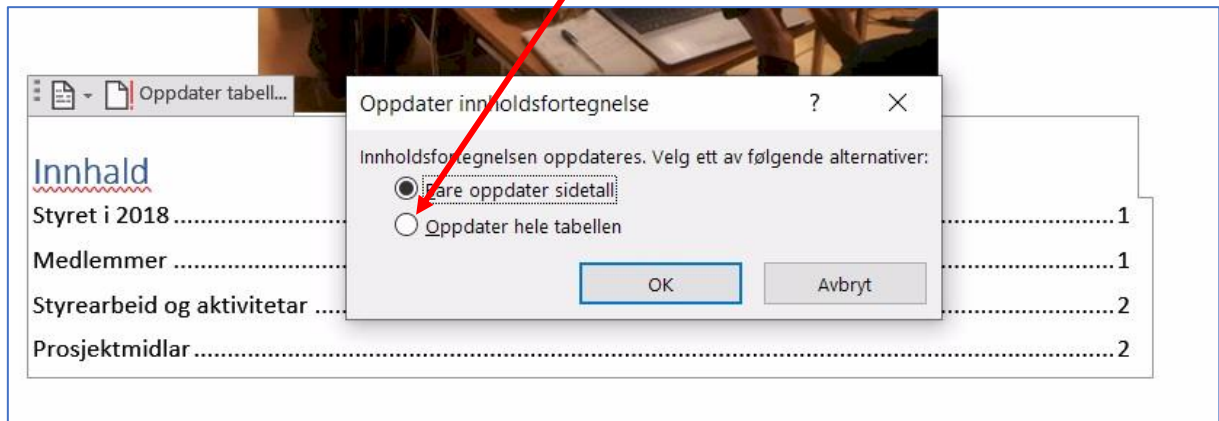 Oppdater tabell...
Oppdater innholdsfortegnelse ? ×
Innholdsfortegnelsen oppdateres. Velg ett av følgende alternativer:
Bare oppdater sidetall
Oppdater hele tabellen
OK Avbryt
Innhald
Styret i 2018 1
Medlemmer 1
Styrearbeid og aktivitetar 2
Prosjektmidlar 2